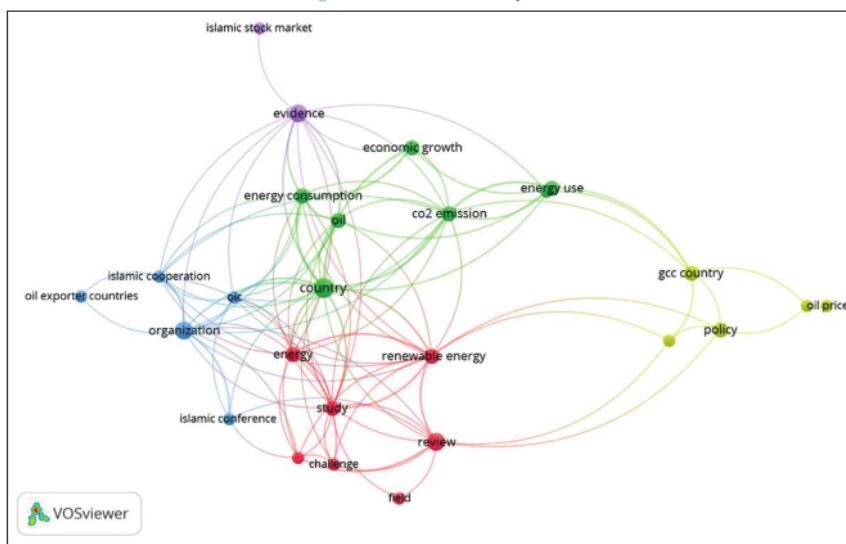 islamic stock market
evidence
economic growth
energy consumption
energy use
oil
co2 emission
islamic cooperation
gcc country
oil exporter countries
oic
country
oil price
organization
policy
energy
renewable energy
study
islamic conference
review
challenge
field
VOSviewer